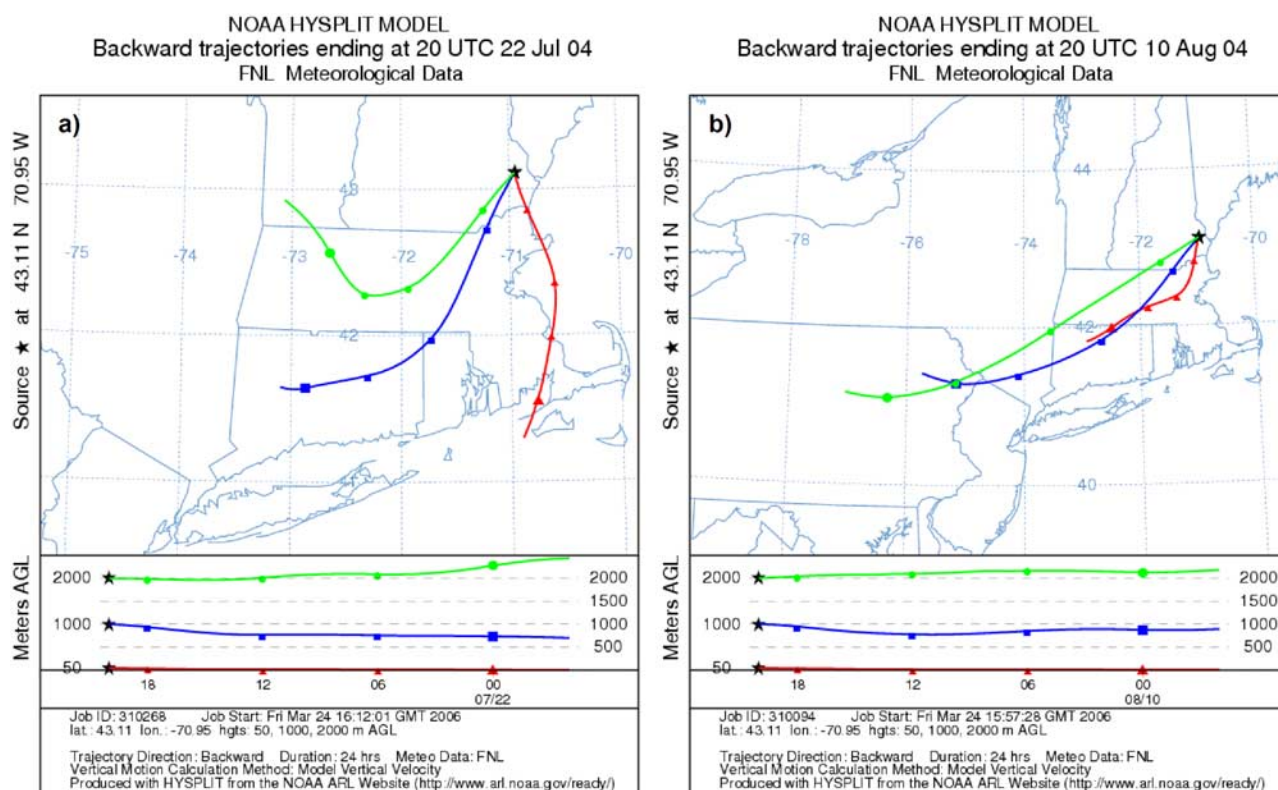 NOAA HYSPLIT MODEL
Backward trajectories ending at 20 UTC 22 Jul 04
FNL Meteorological Data
a)
Source ★ at 43.11 N 70.95 W
43
-75
-73
-72
-71
-70
42
41
Meters AGL
2000
2000
1500
1000
1000
500
50
18
12
06
00
07/22
Job ID: 310268 Job Start: Fri Mar 24 16:12:01 GMT 2006
lat.: 43.11 lon.: -70.95 hgts: 50, 1000, 2000 m AGL
Trajectory Direction: Backward Duration: 24 hrs Meteo Data: FNL
Vertical Motion Calculation Method: Model Vertical Velocity
Produced with HYSPLIT from the NOAA ARL Website (http://www.arl.noaa.gov/ready/)
NOAA HYSPLIT MODEL
Backward trajectories ending at 20 UTC 10 Aug 04
FNL Meteorological Data
b)
Source ★ at 43.11 N 70.95 W
44
-78
-76
-74
-72
-70
42
40
Meters AGL
2000
2000
1500
1000
1000
500
50
18
12
06
00
08/10
Job ID: 310094 Job Start: Fri Mar 24 15:57:28 GMT 2006
lat.: 43.11 lon.: -70.95 hgts: 50, 1000, 2000 m AGL
Trajectory Direction: Backward Duration: 24 hrs Meteo Data: FNL
Vertical Motion Calculation Method: Model Vertical Velocity
Produced with HYSPLIT from the NOAA ARL Website (http://www.arl.noaa.gov/ready/)